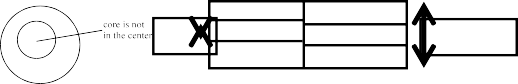 core is not
in the center